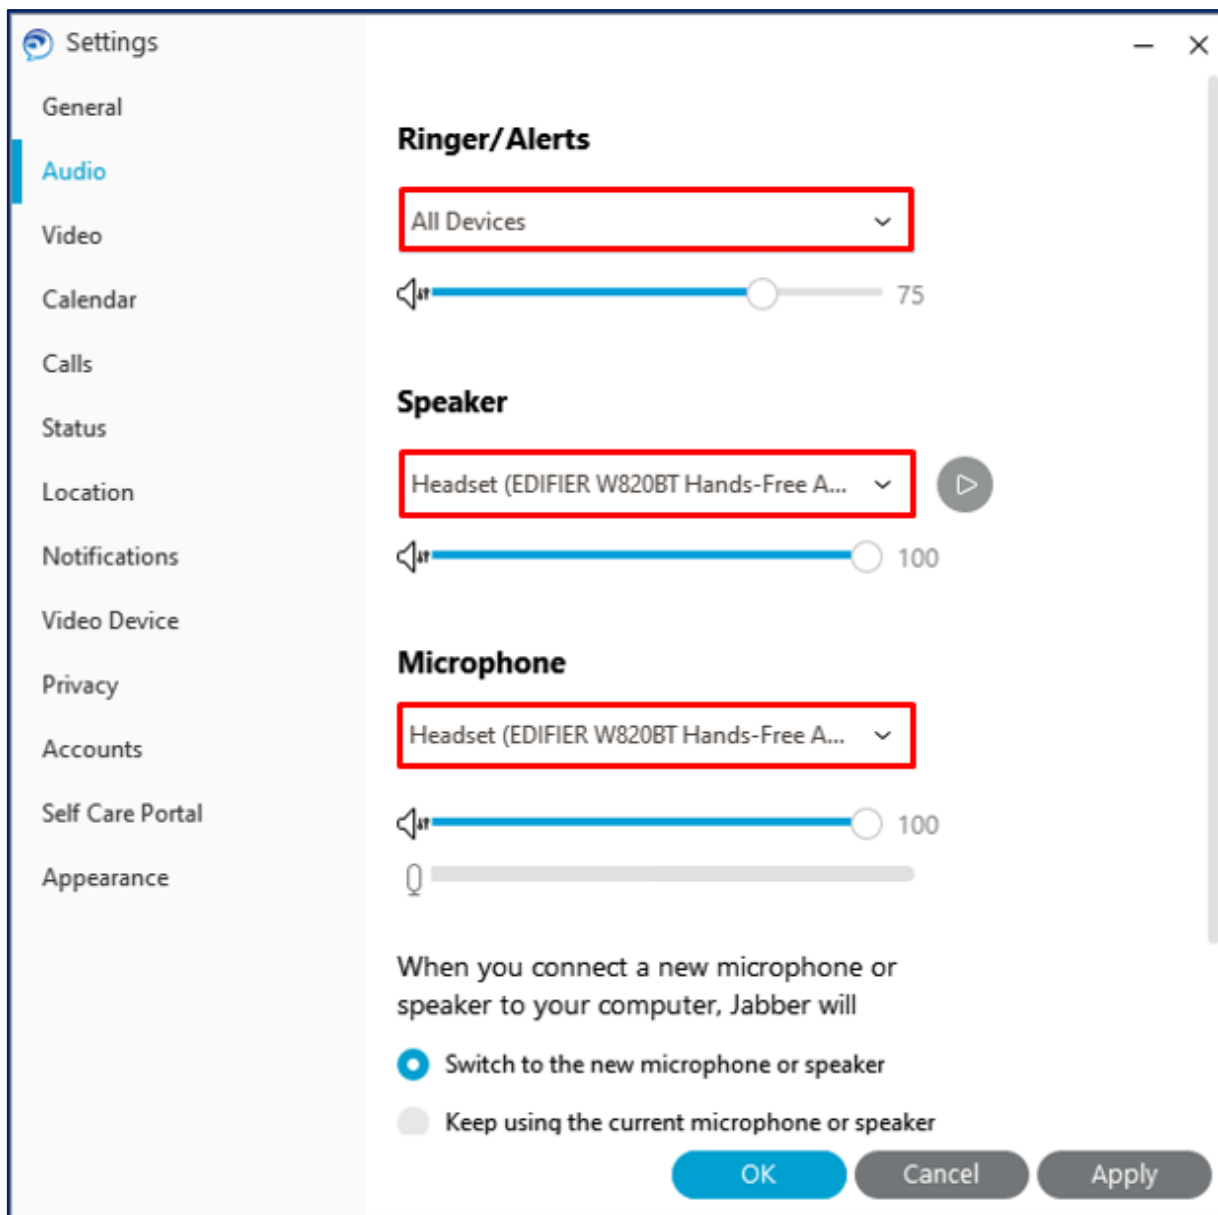 Settings
General
Audio
Video
Calendar
Calls
Status
Location
Notifications
Video Device
Privacy
Accounts
Self Care Portal
Appearance
Ringer/Alerts
All Devices
75
Speaker
Headset (EDIFIER W820BT Hands-Free A...
100
Microphone
Headset (EDIFIER W820BT Hands-Free A...
100
When you connect a new microphone or
speaker to your computer, Jabber will
Switch to the new microphone or speaker
Keep using the current microphone or speaker
OK
Cancel
Apply